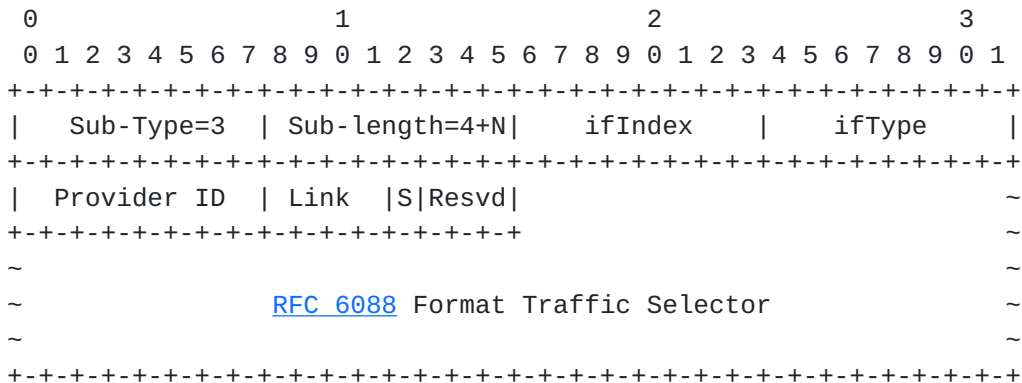 0                   1                   2                   3
 0 1 2 3 4 5 6 7 8 9 0 1 2 3 4 5 6 7 8 9 0 1 2 3 4 5 6 7 8 9 0 1
+-+-+-+-+-+-+-+-+-+-+-+-+-+-+-+-+-+-+-+-+-+-+-+-+-+-+-+-+-+-+-+-+
|   Sub-Type=3  | Sub-length=4+N|    ifIndex    |    ifType     |
+-+-+-+-+-+-+-+-+-+-+-+-+-+-+-+-+-+-+-+-+-+-+-+-+-+-+-+-+-+-+-+-+
|  Provider ID  | Link  |S|Resvd|                               ~
+-+-+-+-+-+-+-+-+-+-+-+-+-+-+-+-+                               ~
~                                                               ~
~                RFC 6088 Format Traffic Selector               ~
~                                                               ~
+-+-+-+-+-+-+-+-+-+-+-+-+-+-+-+-+-+-+-+-+-+-+-+-+-+-+-+-+-+-+-+-+